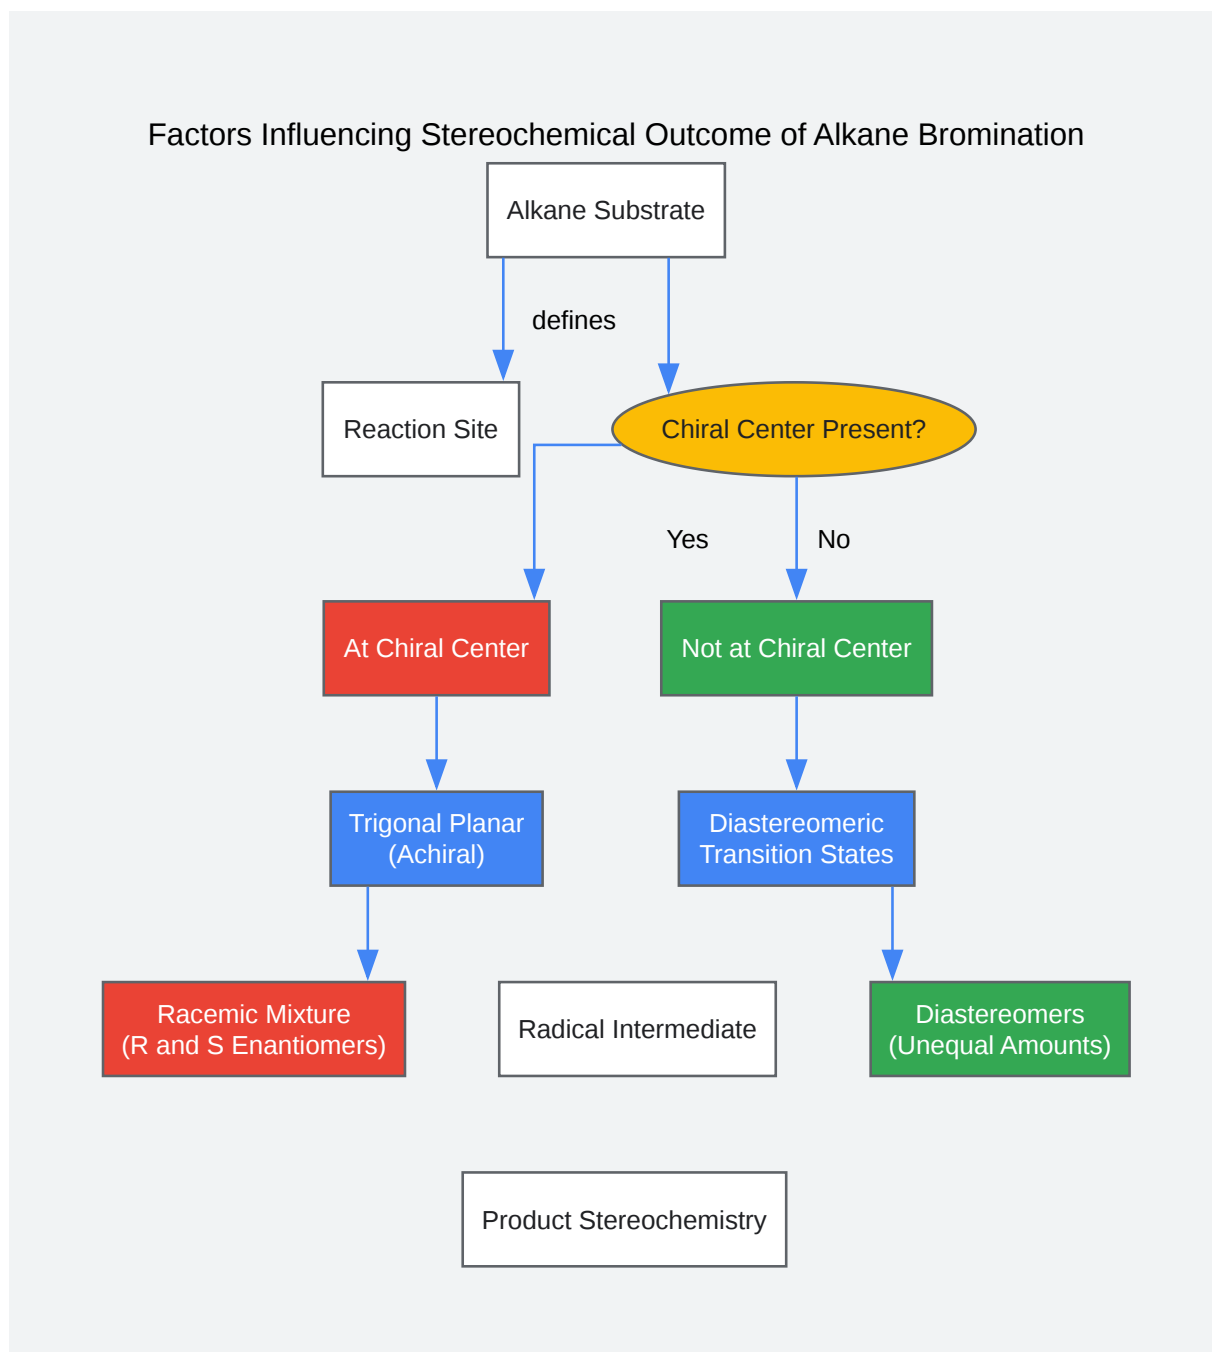 Factors Influencing Stereochemical Outcome of Alkane Bromination
Alkane Substrate
defines
Reaction Site
Chiral Center Present?
Yes
No
At Chiral Center
Not at Chiral Center
Trigonal Planar
(Achiral)
Diastereomeric
Transition States
Racemic Mixture
(R and S Enantiomers)
Radical Intermediate
Diastereomers
(Unequal Amounts)
Product Stereochemistry